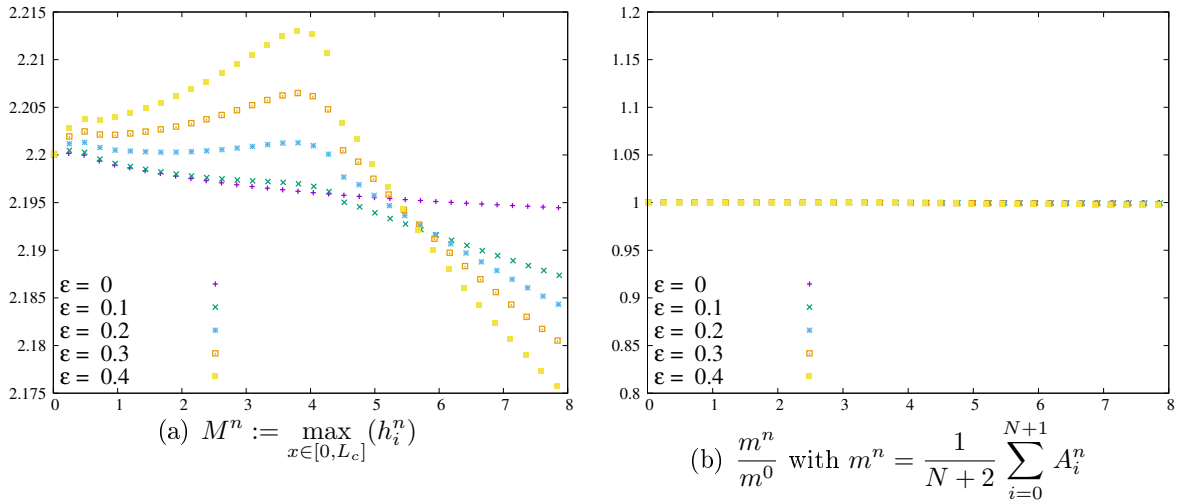 2.215
2.21
2.205
2.2
2.195
2.19
2.185
2.18
2.175
ε = 0
ε = 0.1
ε = 0.2
ε = 0.3
ε = 0.4
0 1 2 3 4 5 6 7 8
(a) $M^n := \max_{x\in[0,L_c]}(h_i^n)$
1.2
1.15
1.1
1.05
1
0.95
0.9
0.85
0.8
ε = 0
ε = 0.1
ε = 0.2
ε = 0.3
ε = 0.4
0 1 2 3 4 5 6 7 8
(b) $\frac{m^n}{m^0}$ with $m^n = \frac{1}{N+2} \sum_{i=0}^{N+1} A_i^n$